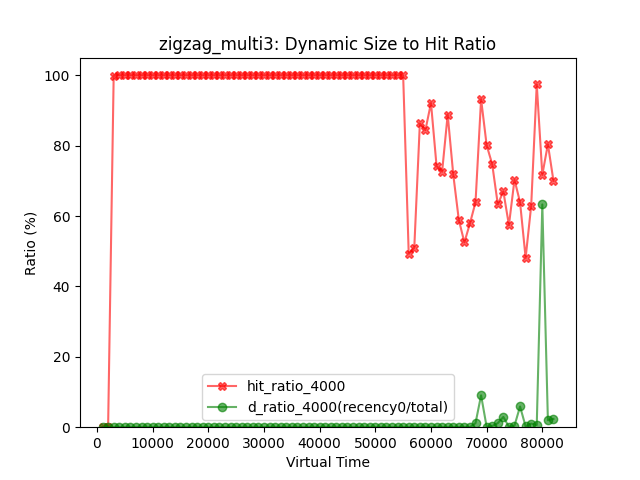 zigzag_multi3: Dynamic Size to Hit Ratio
100
80
60
40
20
0
Ratio (%)
hit_ratio_4000
d_ratio_4000(recency0/total)
0 10000 20000 30000 40000 50000 60000 70000 80000
Virtual Time